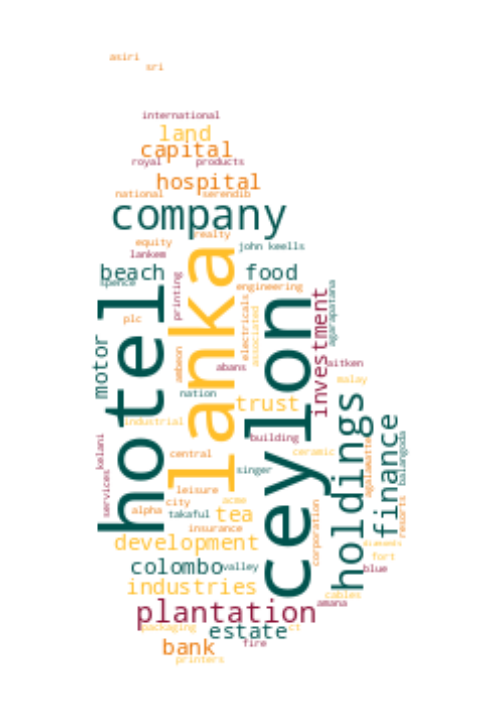 asiri
sri
international
land
capital
royal products
hospital
national serendib
company
realty
equity john keells
lankem
beach food
spence
engineering
printing
hotel
lanka
ceylon
investment
agarapatana
plc
motor
electricals
associated
ambeon
abans
aitken
malay
nation
trust
holdings
finance
industrial
building
kelani
services
central
ceramic
agalawatte
balangoda
singer
leisure
city acme
alpha takaful tea
insurance
corporation
resorts
development
fort
colombo valley
blue
industries
cables
amana
plantation
packaging estate ct
bank fire
printers